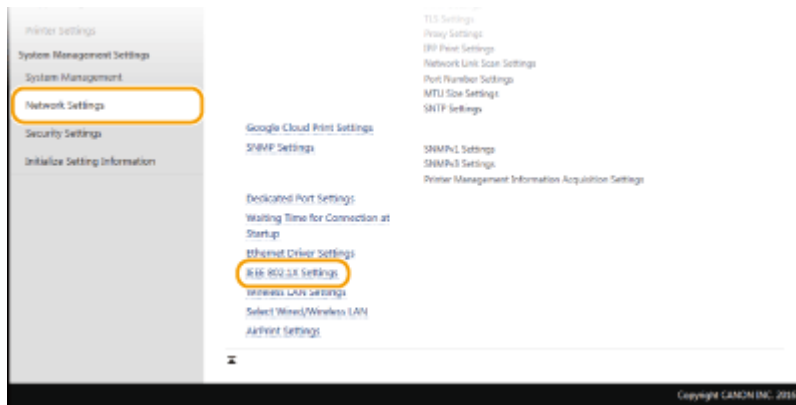 Printer Settings
System Management Settings
System Management
Network Settings
Security Settings
Initialize Setting Information
TLS Settings
Proxy Settings
IPP Print Settings
Network Link Scan Settings
Port Number Settings
MTU Size Settings
SNTP Settings
Google Cloud Print Settings
SNMP Settings
SNMPv1 Settings
SNMPv3 Settings
Printer Management Information Acquisition Settings
Dedicated Port Settings
Waiting Time for Connection at
Startup
Ethernet Driver Settings
IEEE 802.1X Settings
Wireless LAN Settings
Select Wired/Wireless LAN
AirPrint Settings
Copyright CANON INC. 2016